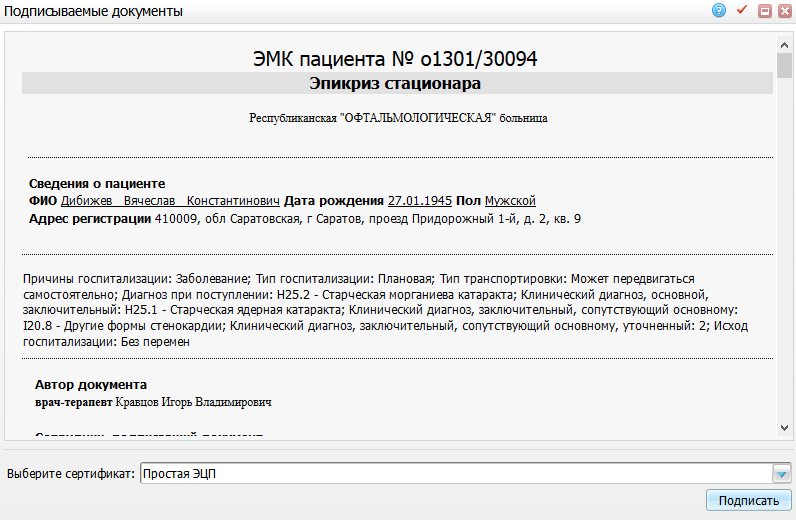 Подписываемые документы
ЭМК пациента № о1301/30094
Эпикриз стационара
Республиканская "ОФТАЛЬМОЛОГИЧЕСКАЯ" больница
Сведения о пациенте
ФИО Дибижев Вячеслав Константинович Дата рождения 27.01.1945 Пол Мужской
Адрес регистрации 410009, обл Саратовская, г Саратов, проезд Придорожный 1-й, д. 2, кв. 9
Причины госпитализации: Заболевание; Тип госпитализации: Плановая; Тип транспортировки: Может передвигаться
самостоятельно; Диагноз при поступлении: H25.2 - Старческая морганиева катаракта; Клинический диагноз, основной,
заключительный: H25.1 - Старческая ядерная катаракта; Клинический диагноз, заключительный, сопутствующий основному:
I20.8 - Другие формы стенокардии; Клинический диагноз, заключительный, сопутствующий основному, уточненный: 2; Исход
госпитализации: Без перемен
Автор документа
врач-терапевт Кравцов Игорь Владимирович
Выберите сертификат: Простая ЭЦП
Подписать